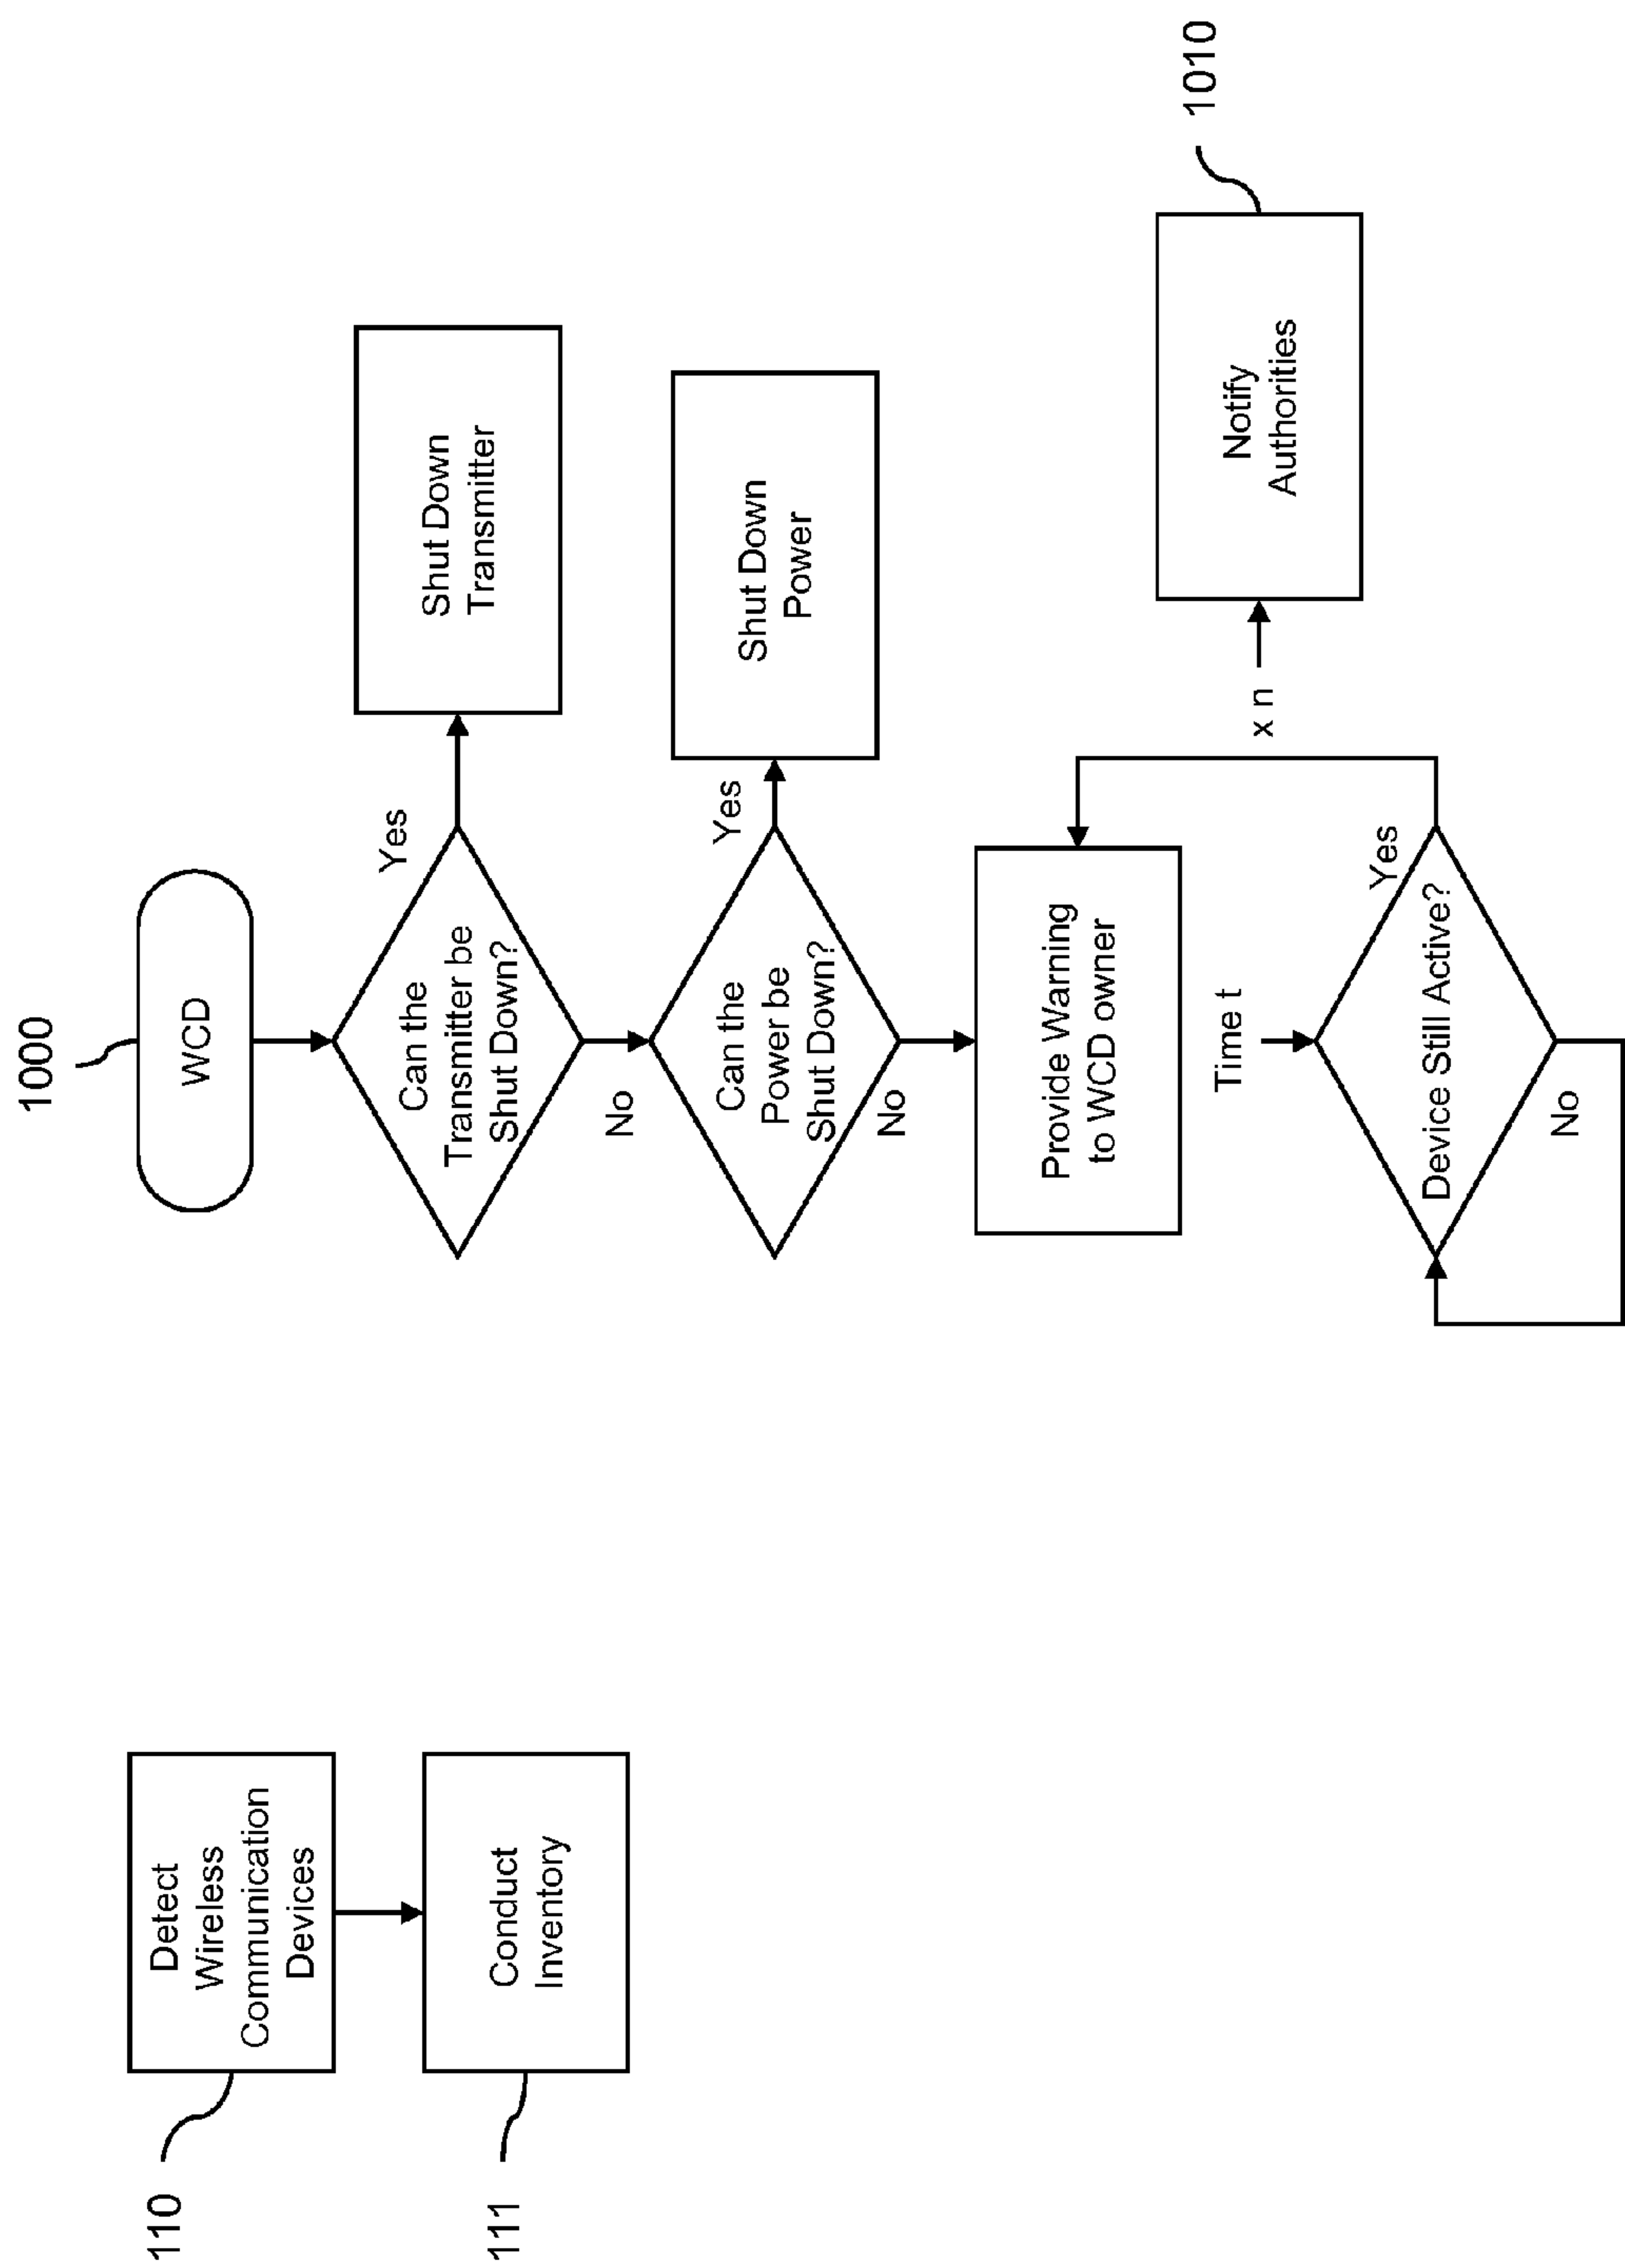 110
Detect
Wireless
Communication
Devices
111
Conduct
Inventory
1000
WCD
Can the
Transmitter be
Shut Down?
Yes
Shut Down
Transmitter
No
Can the
Power be
Shut Down?
Yes
Shut Down
Power
No
Provide Warning
to WCD owner
Time t
Device Still Active?
Yes
No
x n
Notify
Authorities
1010